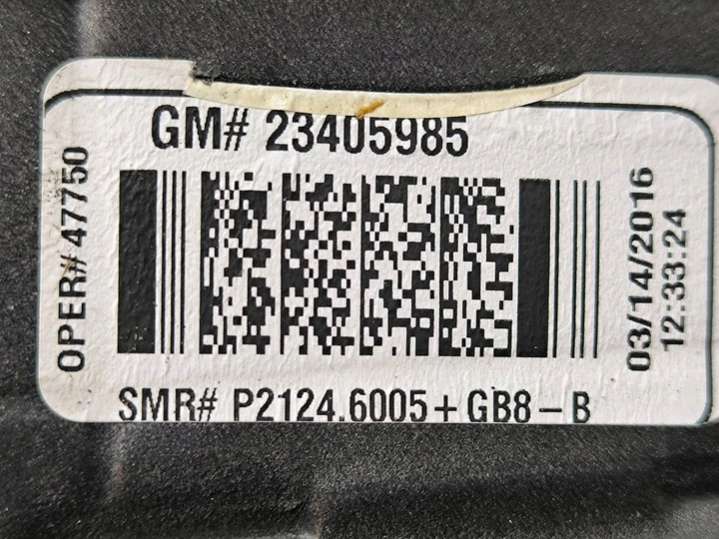 GM# 23405985
OPER# 47750
03/14/2016
12:33:24
SMR# P2124.6005+GB8-B